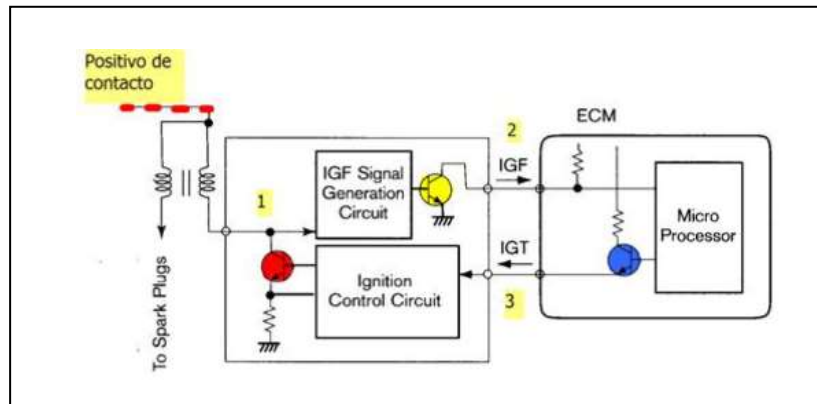 Positivo de
contacto
ECM
2
IGF
IGF Signal
Generation
Circuit
1
Micro
Processor
IGT
Ignition
Control Circuit
3
To Spark Plugs